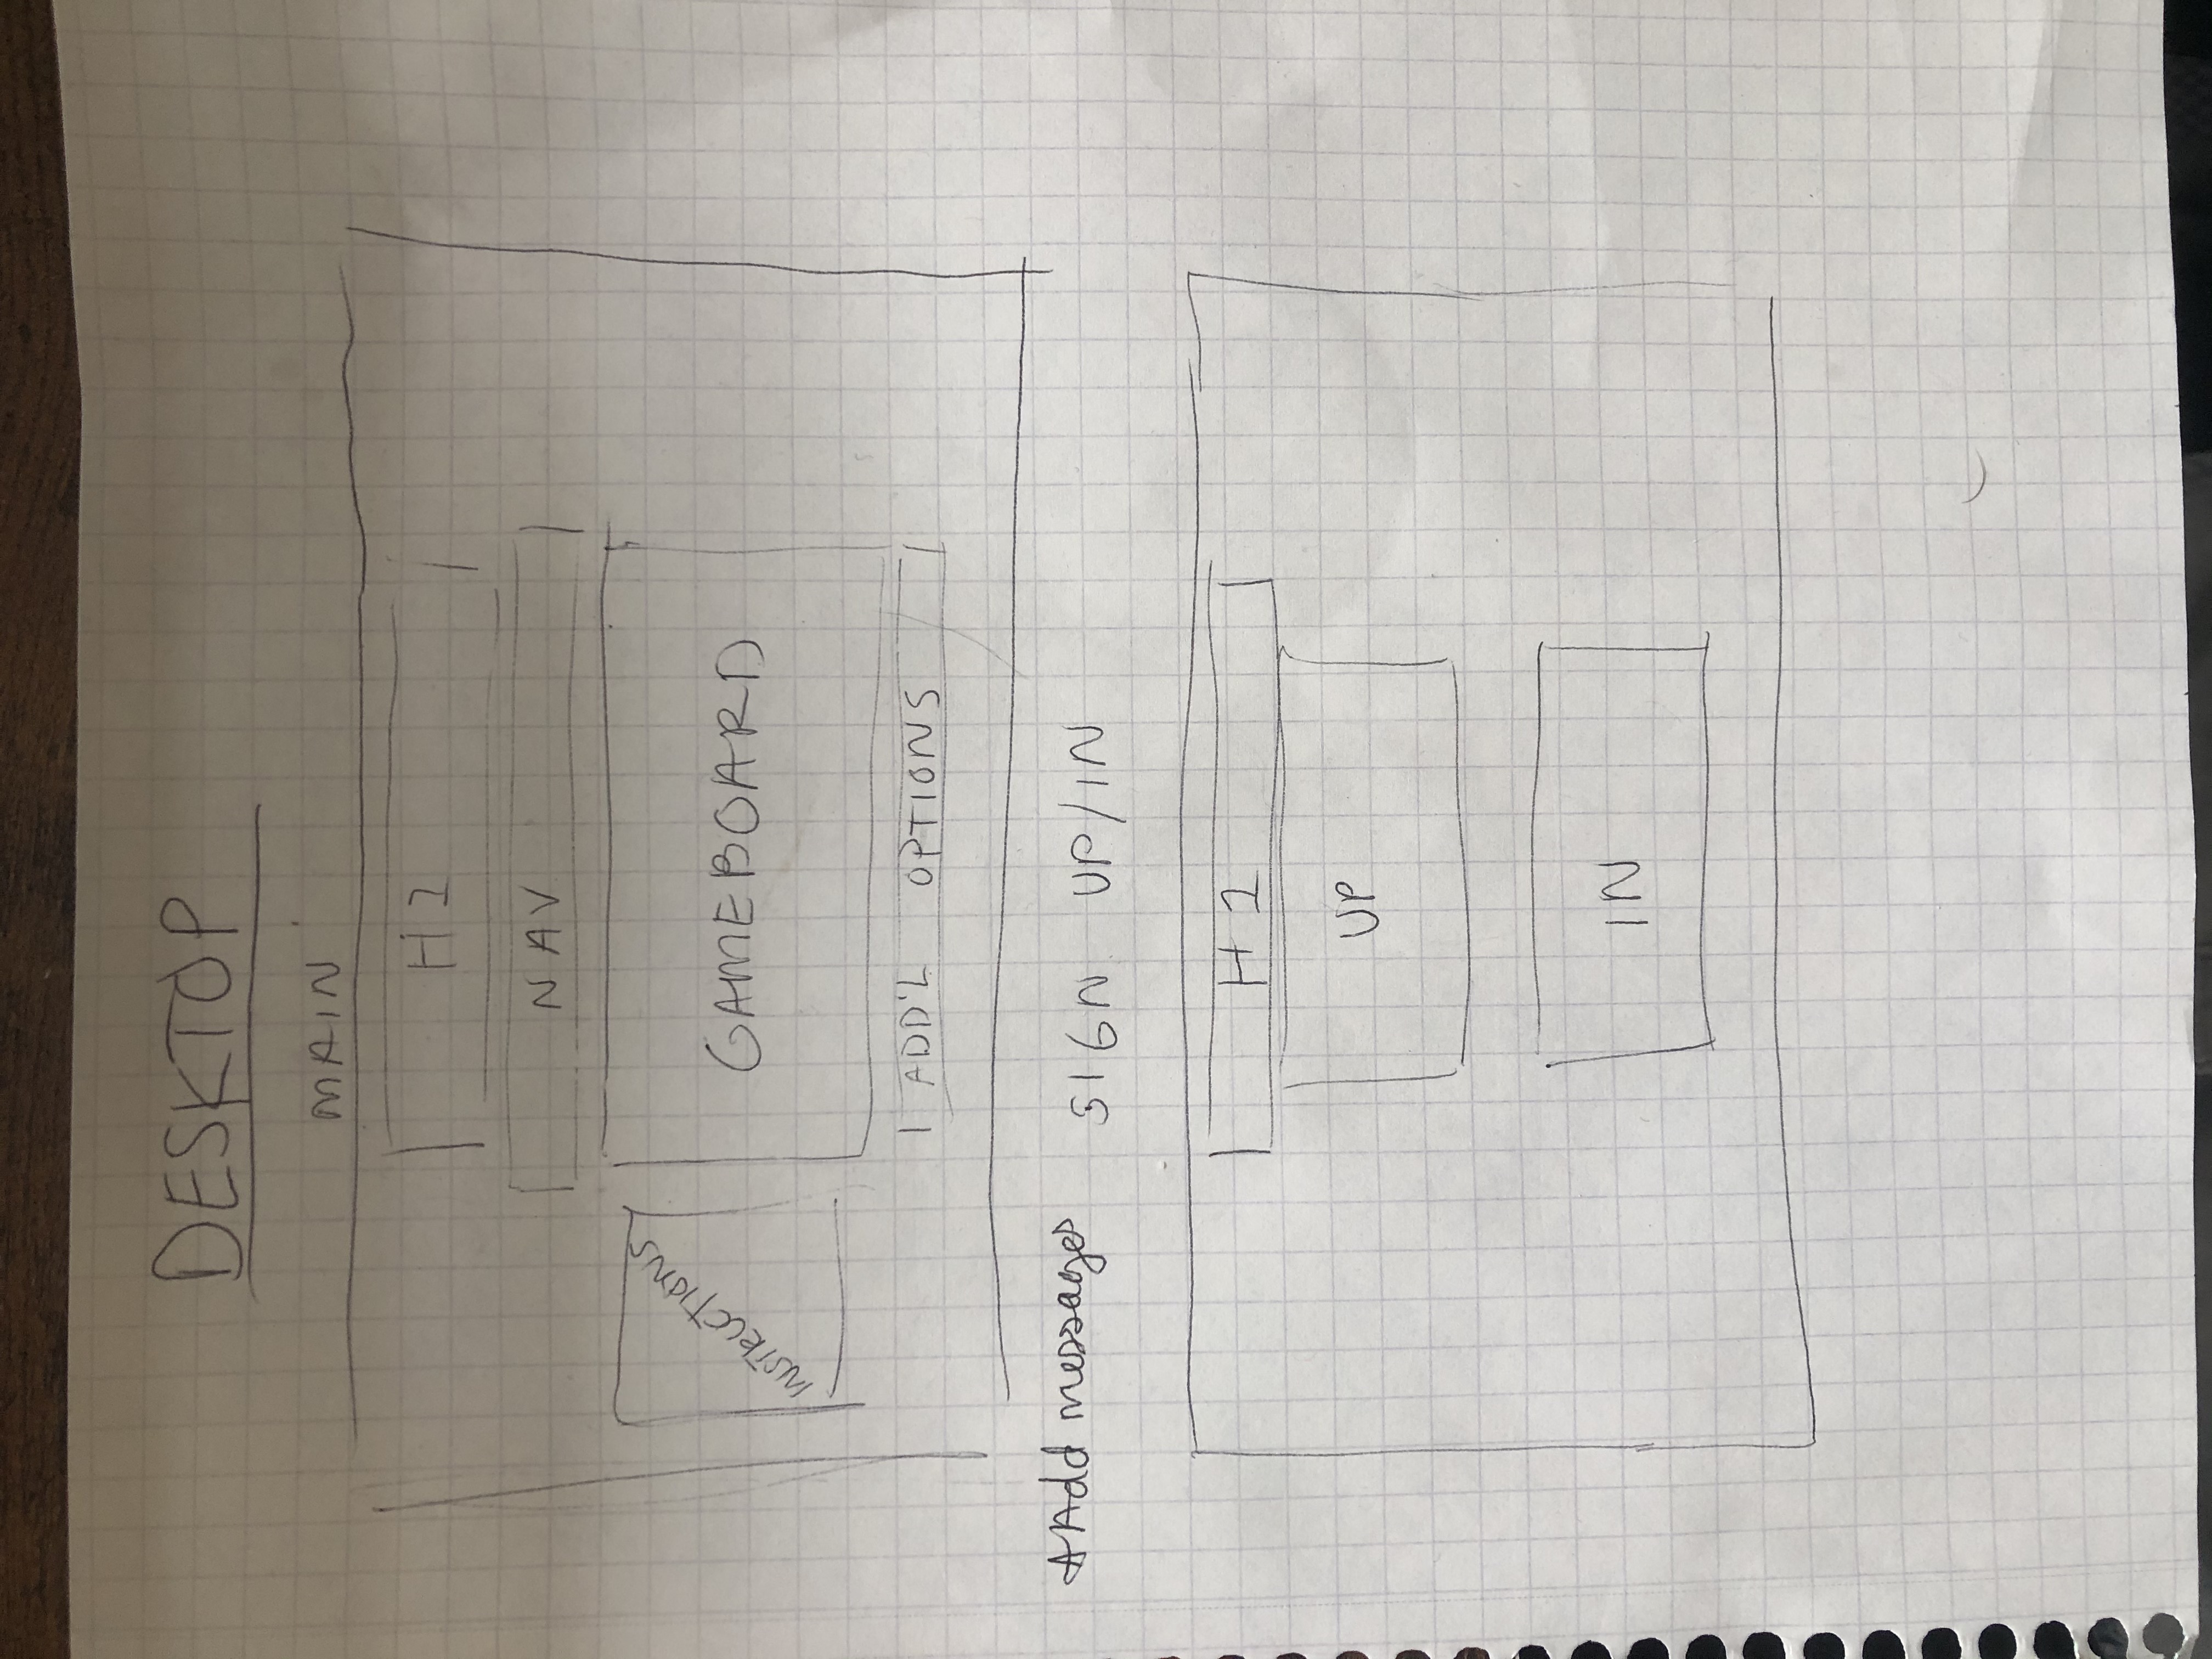 DESKTOP
MAIN
H1
NAV
INSTRUCTIONS
GAMEBOARD
ADD'L OPTIONS
*Add messages
SIGN UP/IN
H1
UP
IN